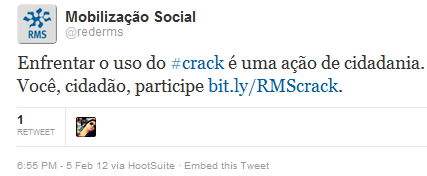 RMS
Mobilização Social
@rederms
Enfrentar o uso do #crack é uma ação de cidadania.
Você, cidadão, participe bit.ly/RMScrack.
1
RETWEET
6:55 PM - 5 Feb 12 via HootSuite · Embed this Tweet